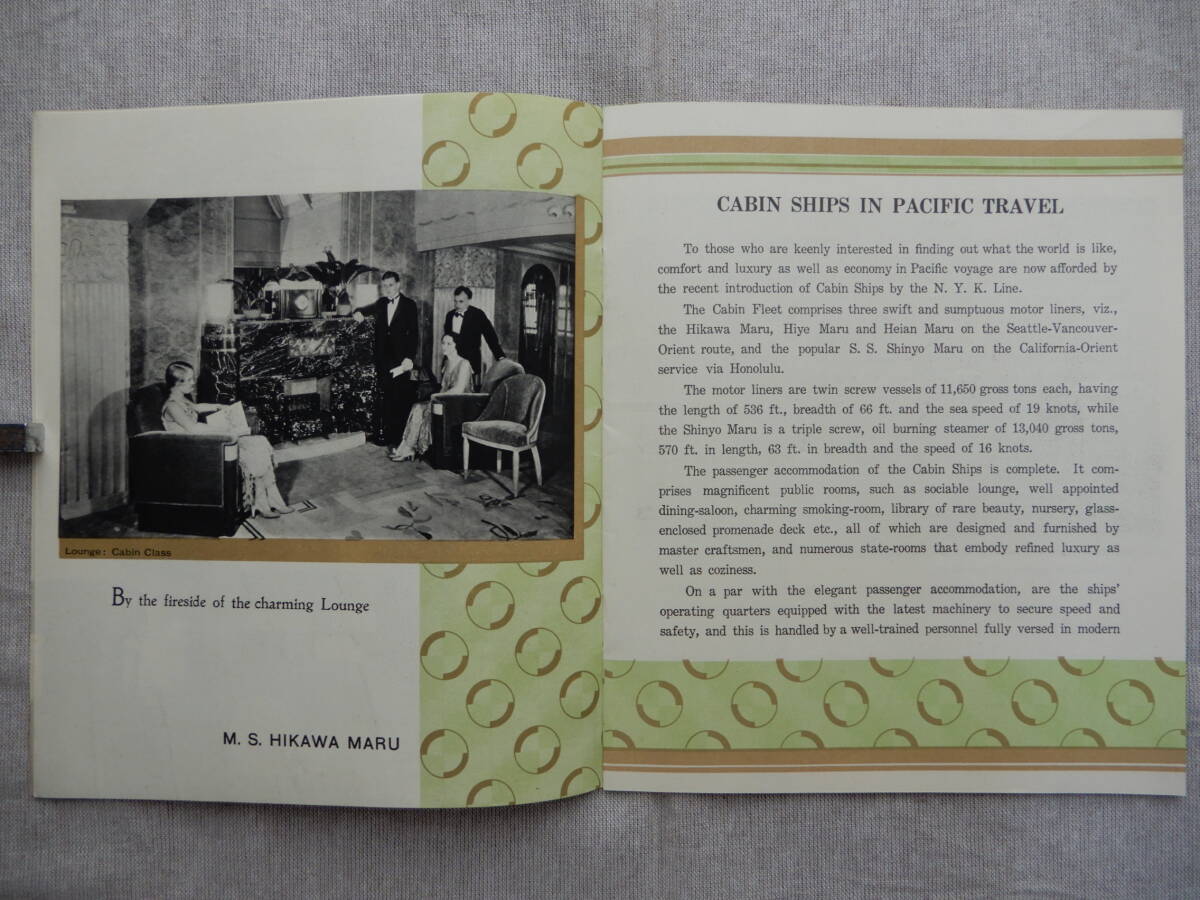 Lounge: Cabin Class
By the fireside of the charming Lounge
M. S. HIKAWA MARU
CABIN SHIPS IN PACIFIC TRAVEL
To those who are keenly interested in finding out what the world is like,
comfort and luxury as well as economy in Pacific voyage are now afforded by
the recent introduction of Cabin Ships by the N. Y. K. Line.
The Cabin Fleet comprises three swift and sumptuous motor liners, viz.,
the Hikawa Maru, Hiye Maru and Heian Maru on the Seattle-Vancouver-
Orient route, and the popular S. S. Shinyo Maru on the California-Orient
service via Honolulu.
The motor liners are twin screw vessels of 11,650 gross tons each, having
the length of 536 ft., breadth of 66 ft. and the sea speed of 19 knots, while
the Shinyo Maru is a triple screw, oil burning steamer of 13,040 gross tons,
570 ft. in length, 63 ft. in breadth and the speed of 16 knots.
The passenger accommodation of the Cabin Ships is complete. It com-
prises magnificent public rooms, such as sociable lounge, well appointed
dining-saloon, charming smoking-room, library of rare beauty, nursery, glass-
enclosed promenade deck etc., all of which are designed and furnished by
master craftsmen, and numerous state-rooms that embody refined luxury as
well as coziness.
On a par with the elegant passenger accommodation, are the ships'
operating quarters equipped with the latest machinery to secure speed and
safety, and this is handled by a well-trained personnel fully versed in modern